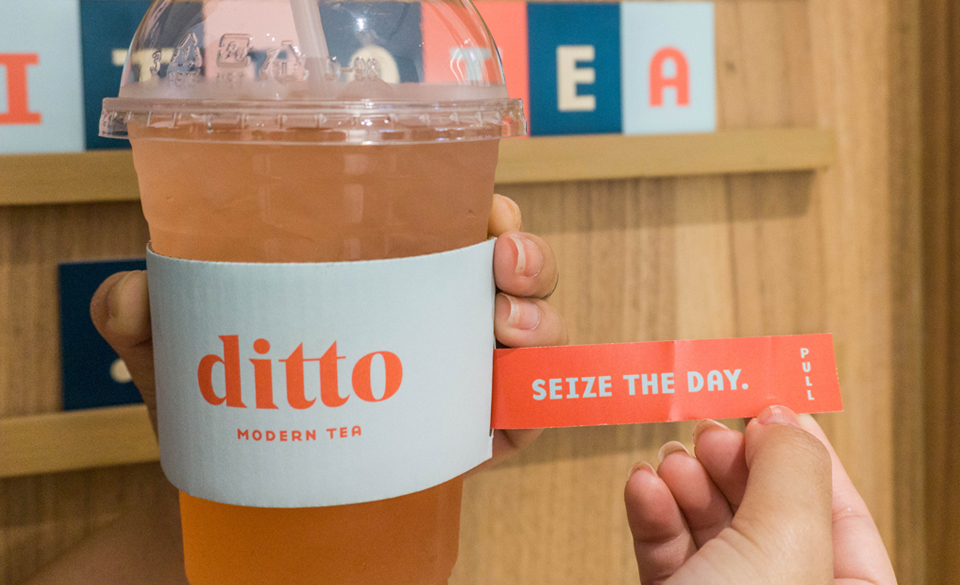 I T O T E A
ditto
MODERN TEA
SEIZE THE DAY.
PULL